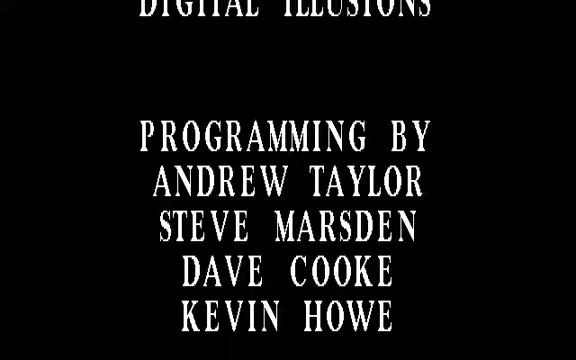 DIGITAL ILLUSIONS
PROGRAMMING BY
ANDREW TAYLOR
STEVE MARSDEN
DAVE COOKE
KEVIN HOWE